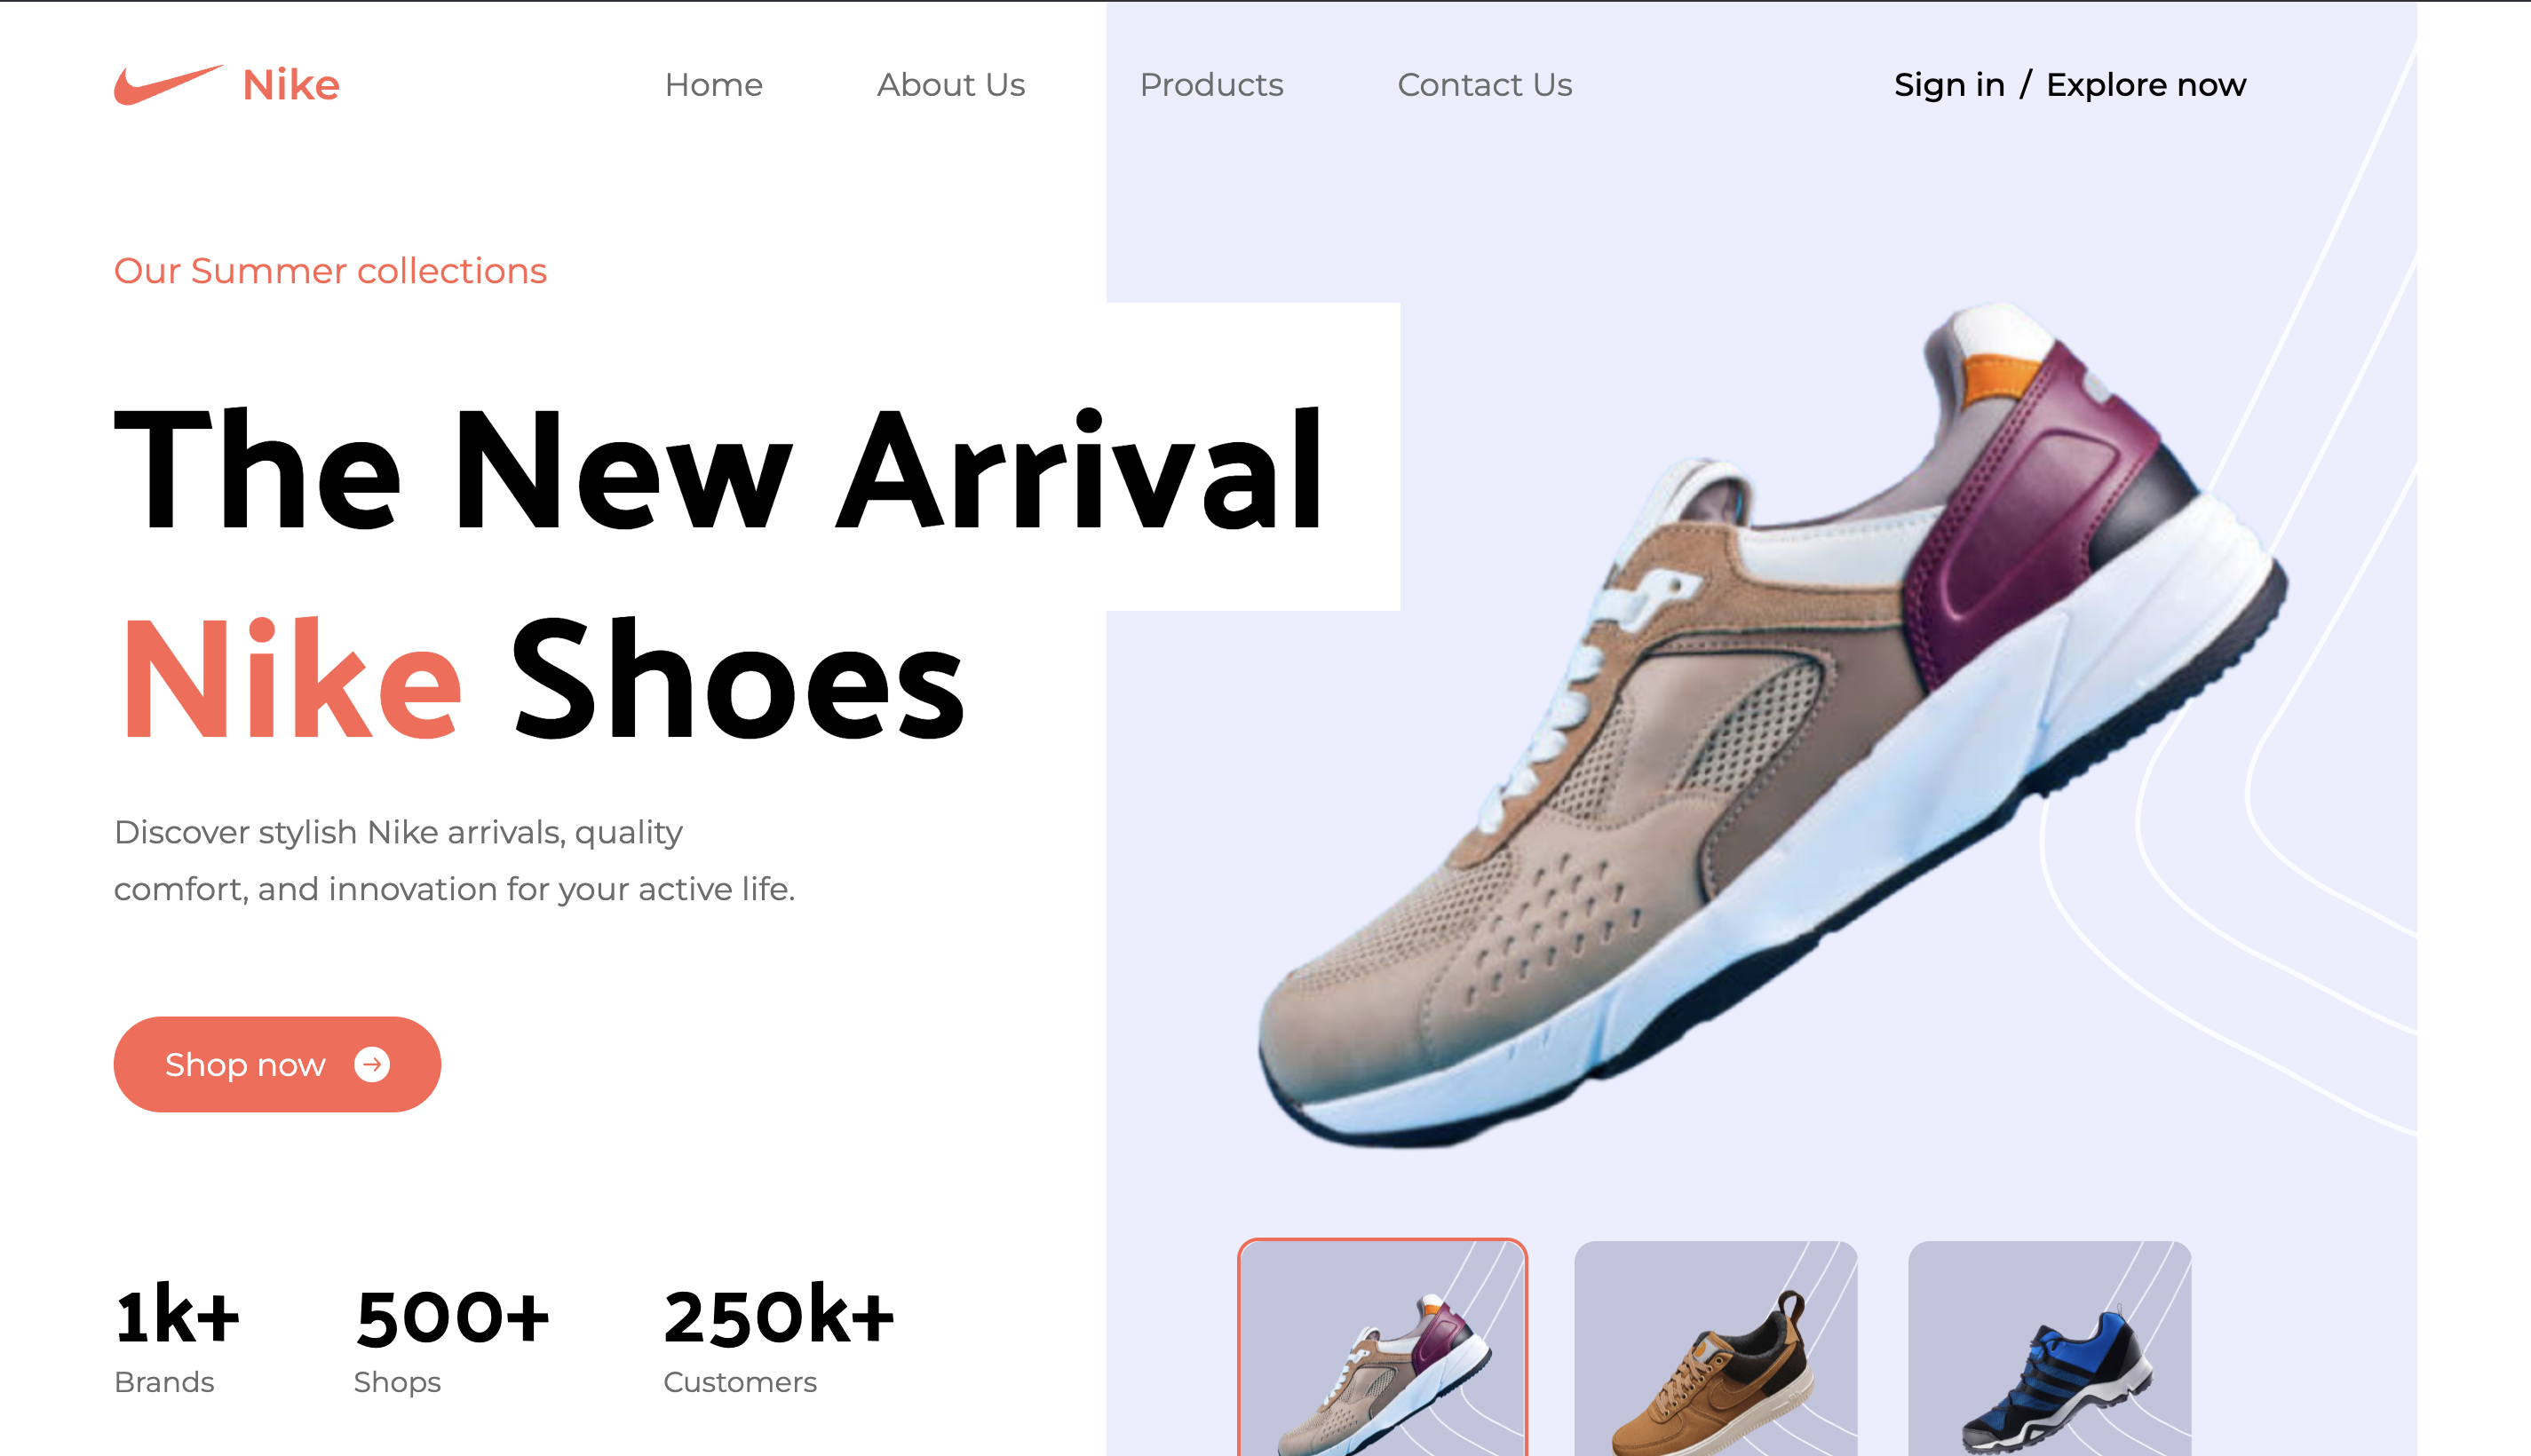 Nike
Home
About Us
Products
Contact Us
Sign in / Explore now
Our Summer collections
The New Arrival
Nike Shoes
Discover stylish Nike arrivals, quality
comfort, and innovation for your active life.
Shop now
1k+
Brands
500+
Shops
250k+
Customers